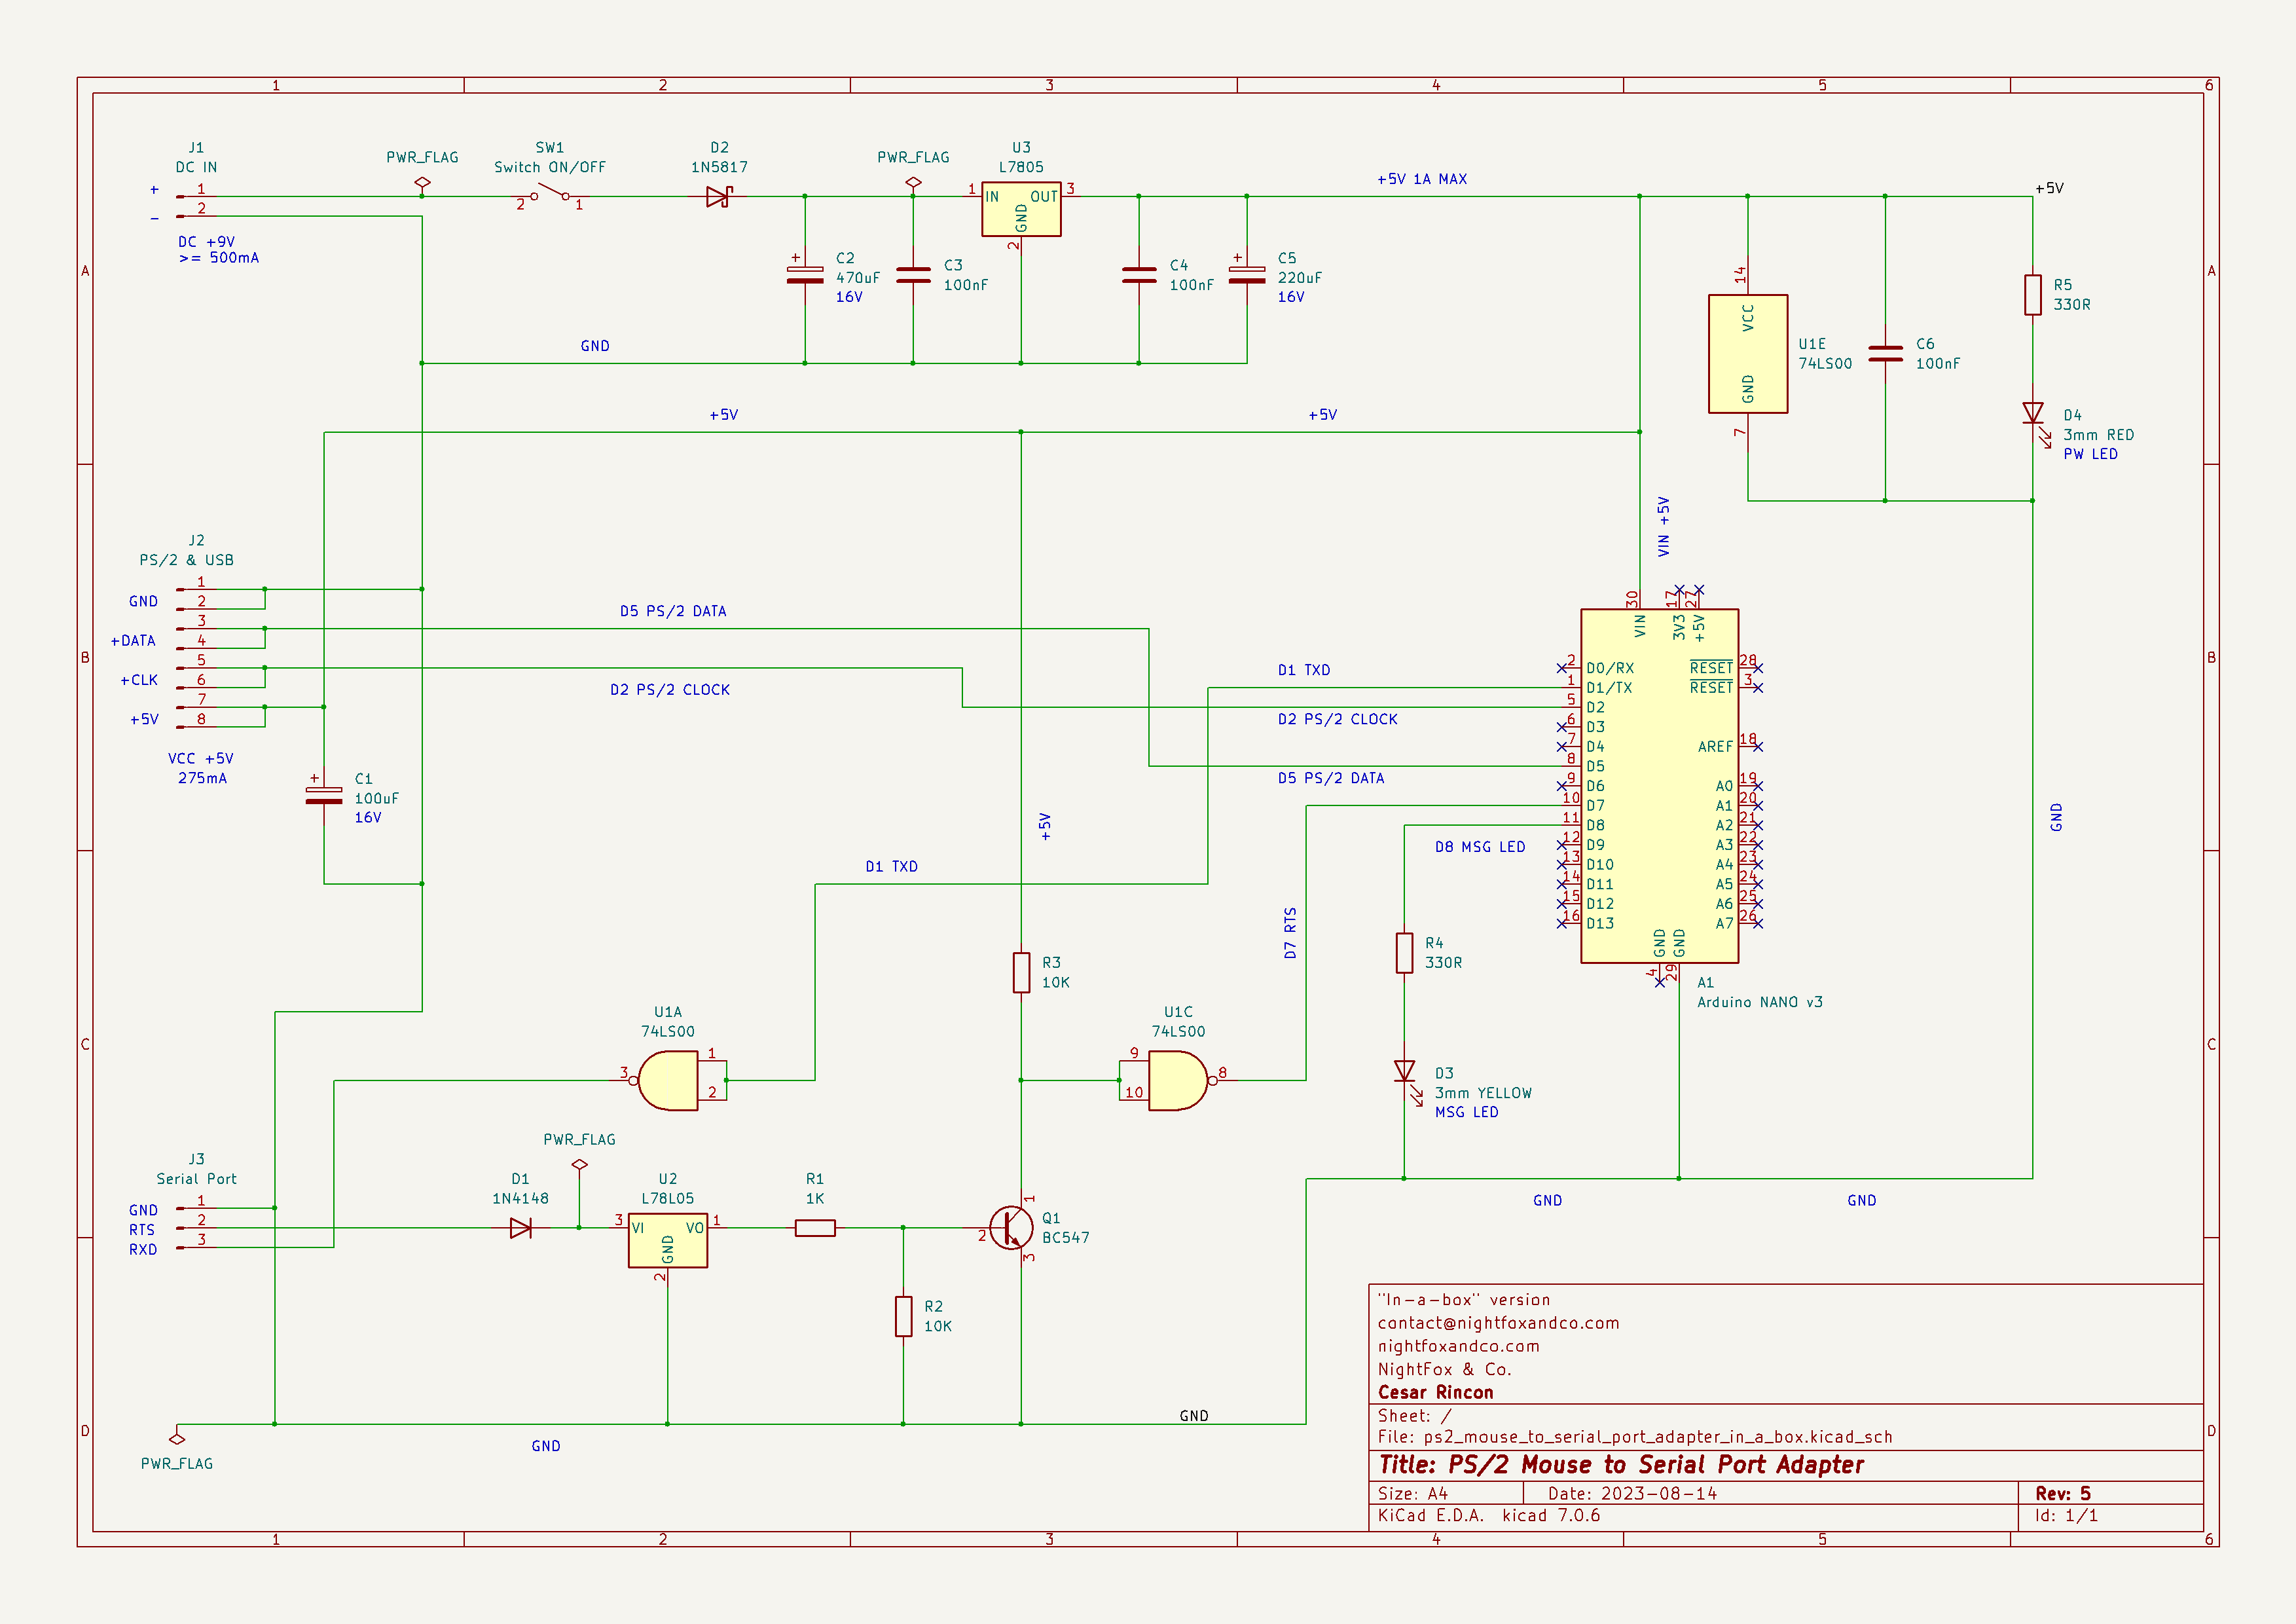 1 2 3 4 5 6
J1
DC IN
+ 1
- 2
DC +9V
>= 500mA
PWR_FLAG
SW1
Switch ON/OFF
2 1
D2
1N5817
PWR_FLAG
U3
L7805
1 IN OUT 3
GND
2
+5V 1A MAX
+5V
A
A
+
C2
470uF
16V
C3
100nF
C4
100nF
+
C5
220uF
16V
14
VCC
GND
7
U1E
74LS00
C6
100nF
R5
330R
D4
3mm RED
PW LED
GND
+5V
+5V
VIN +5V
J2
PS/2 & USB
GND
+DATA
+CLK
+5V
1
2
3
4
5
6
7
8
VCC +5V
275mA
+
C1
100uF
16V
B
B
D5 PS/2 DATA
D2 PS/2 CLOCK
D1 TXD
D2 PS/2 CLOCK
D5 PS/2 DATA
30 17 27
VIN 3V3 +5V
2 D0/RX RESET 28
1 D1/TX RESET 3
5 D2
6 D3
7 D4 AREF 18
8 D5
9 D6 A0 19
10 D7 A1 20
11 D8 A2 21
12 D9 A3 22
13 D10 A4 23
14 D11 A5 24
15 D12 A6 25
16 D13 A7 26
GND GND
4 29
A1
Arduino NANO v3
GND
+5V
D8 MSG LED
D1 TXD
D7 RTS
R3
10K
R4
330R
C
C
U1A
74LS00
1
2
3
U1C
74LS00
9
10
8
D3
3mm YELLOW
MSG LED
J3
Serial Port
GND 1
RTS 2
RXD 3
PWR_FLAG
D1
1N4148
U2
L78L05
3 VI VO 1
GND
2
R1
1K
1
2
3
Q1
BC547
R2
10K
GND
GND
GND
GND
PWR_FLAG
D
D
"In-a-box" version
contact@nightfoxandco.com
nightfoxandco.com
NightFox & Co.
Cesar Rincon
Sheet: /
File: ps2_mouse_to_serial_port_adapter_in_a_box.kicad_sch
Title: PS/2 Mouse to Serial Port Adapter
Size: A4 Date: 2023-08-14 Rev: 5
KiCad E.D.A. kicad 7.0.6 Id: 1/1
1 2 3 4 5 6